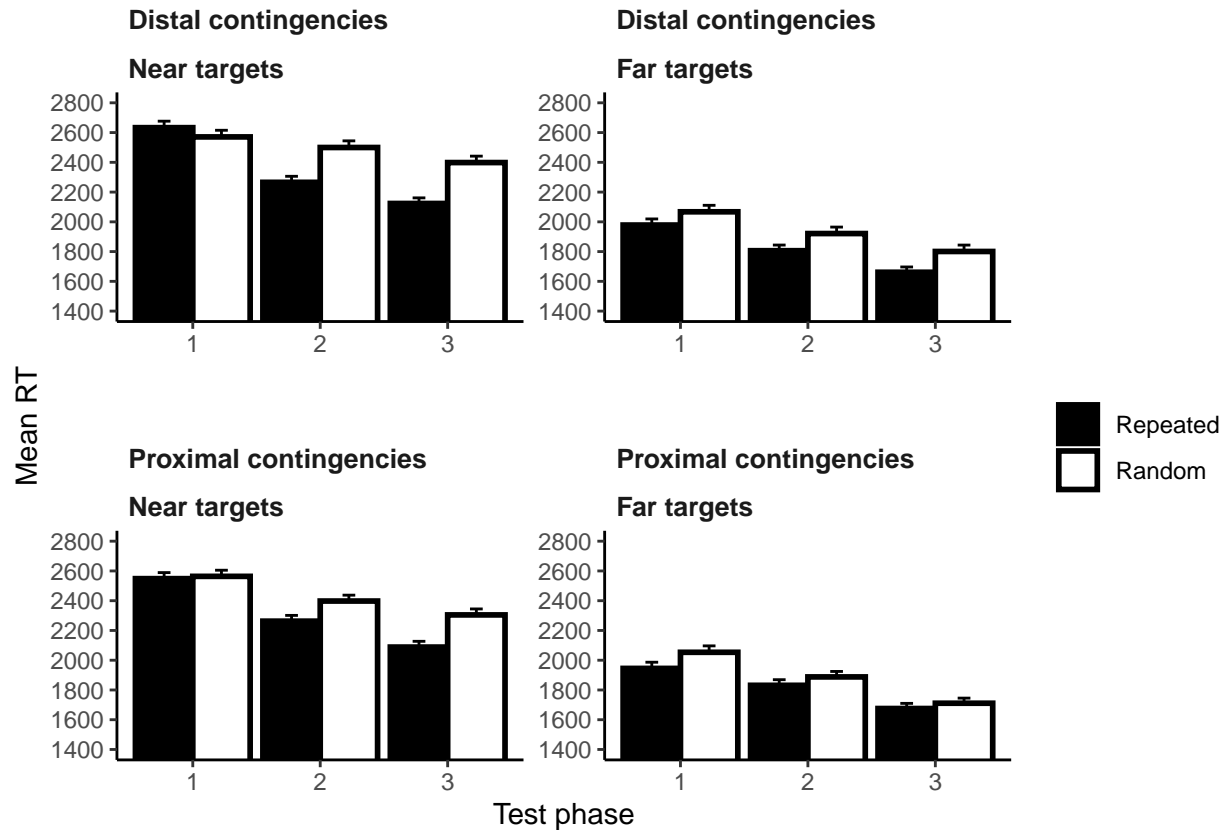 Distal contingencies
Near targets
2800
2600
2400
2200
2000
1800
1600
1400
1 2 3
Distal contingencies
Far targets
2800
2600
2400
2200
2000
1800
1600
1400
1 2 3
Mean RT
Proximal contingencies
Near targets
2800
2600
2400
2200
2000
1800
1600
1400
1 2 3
Proximal contingencies
Far targets
2800
2600
2400
2200
2000
1800
1600
1400
1 2 3
Test phase
Repeated
Random